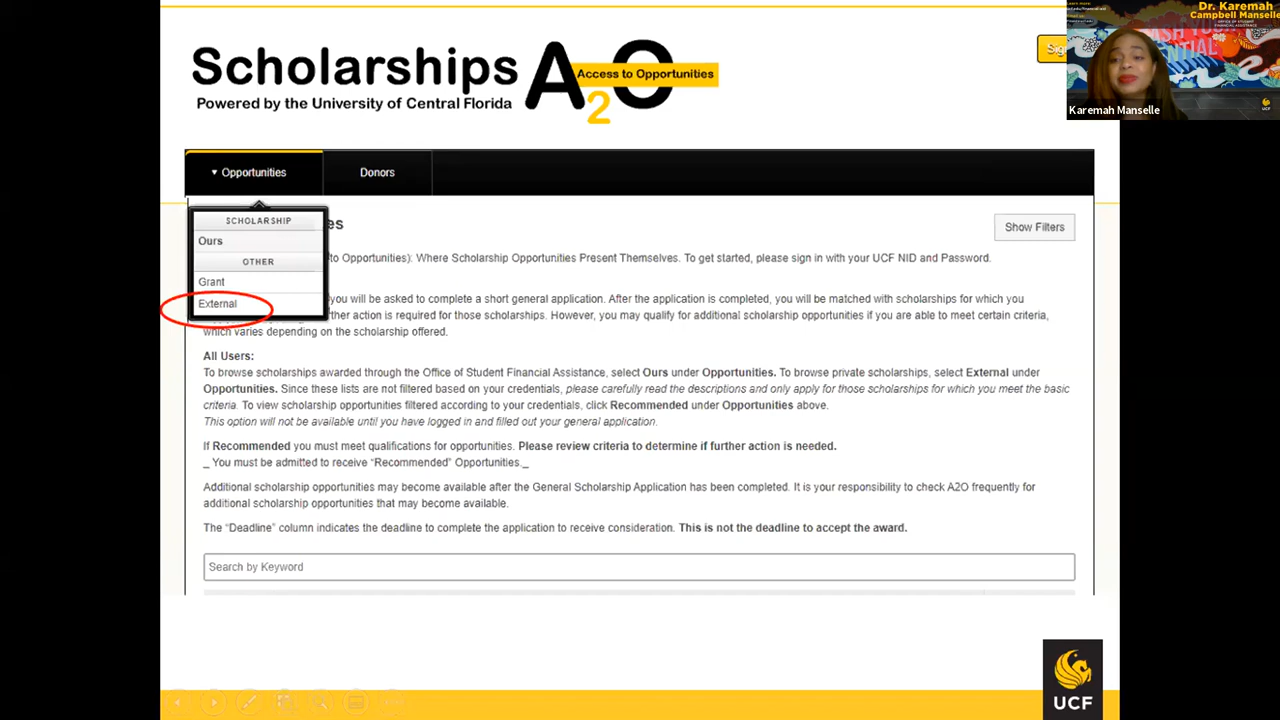 Scholarships A2O
Access to Opportunities
Powered by the University of Central Florida
Dr. Karemah
Campbell Manselle
OFFICE OF STUDENT
FINANCIAL ASSISTANCE
Karemah Manselle
UCF
▼ Opportunities
Donors
SCHOLARSHIP
Ours
OTHER
Grant
External
es
Show Filters
to Opportunities): Where Scholarship Opportunities Present Themselves. To get started, please sign in with your UCF NID and Password.
you will be asked to complete a short general application. After the application is completed, you will be matched with scholarships for which you
ther action is required for those scholarships. However, you may qualify for additional scholarship opportunities if you are able to meet certain criteria,
which varies depending on the scholarship offered.
All Users:
To browse scholarships awarded through the Office of Student Financial Assistance, select Ours under Opportunities. To browse private scholarships, select External under
Opportunities. Since these lists are not filtered based on your credentials, please carefully read the descriptions and only apply for those scholarships for which you meet the basic
criteria. To view scholarship opportunities filtered according to your credentials, click Recommended under Opportunities above.
This option will not be available until you have logged in and filled out your general application.
If Recommended you must meet qualifications for opportunities. Please review criteria to determine if further action is needed.
_ You must be admitted to receive “Recommended” Opportunities._
Additional scholarship opportunities may become available after the General Scholarship Application has been completed. It is your responsibility to check A2O frequently for
additional scholarship opportunities that may become available.
The “Deadline” column indicates the deadline to complete the application to receive consideration. This is not the deadline to accept the award.
Search by Keyword
UCF